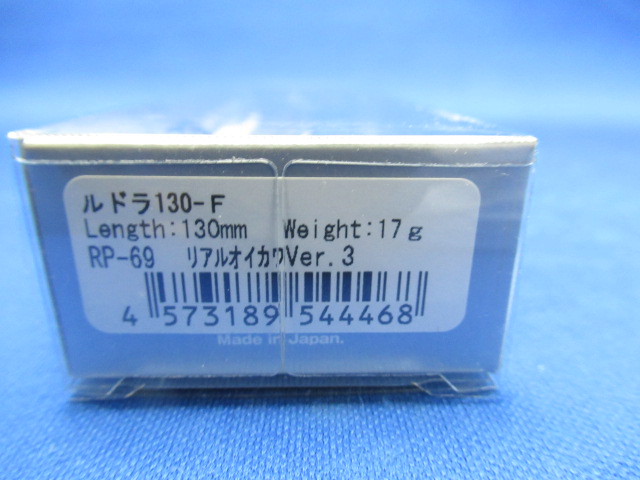 ルドラ130-F
Length:130mm Weight:17g
RP-69 リアルオイカワVer.3
4 573189 544468
Made in Japan.